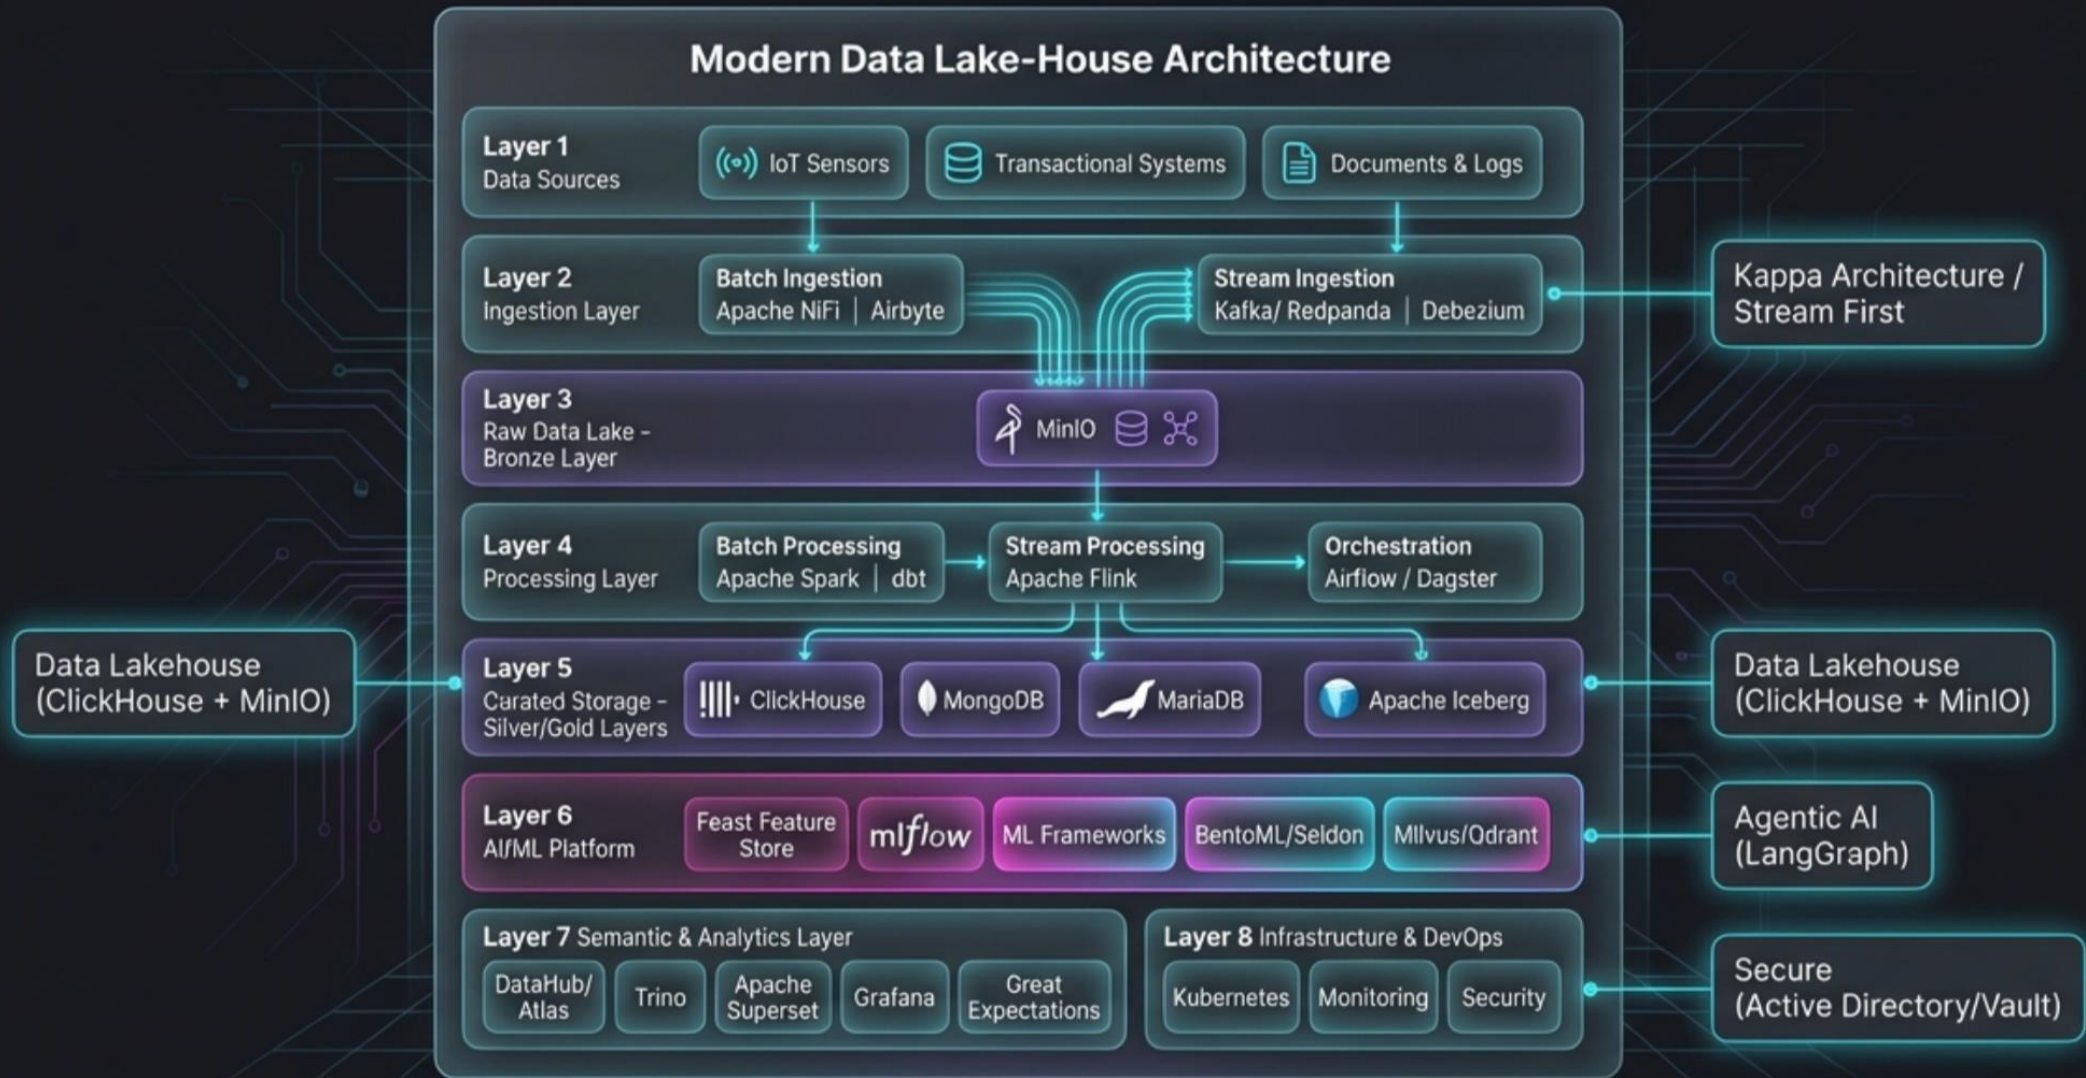 Modern Data Lake-House Architecture
Layer 1
Data Sources
IoT Sensors
Transactional Systems
Documents & Logs
Layer 2
Ingestion Layer
Batch Ingestion
Apache NiFi | Airbyte
Stream Ingestion
Kafka/ Redpanda | Debezium
Kappa Architecture /
Stream First
Layer 3
Raw Data Lake -
Bronze Layer
MinIO
Layer 4
Processing Layer
Batch Processing
Apache Spark | dbt
Stream Processing
Apache Flink
Orchestration
Airflow / Dagster
Data Lakehouse
(ClickHouse + MinIO)
Layer 5
Curated Storage -
Silver/Gold Layers
ClickHouse
MongoDB
MariaDB
Apache Iceberg
Data Lakehouse
(ClickHouse + MinIO)
Layer 6
AI/ML Platform
Feast Feature
Store
mlflow
ML Frameworks
BentoML/Seldon
Milvus/Qdrant
Agentic AI
(LangGraph)
Layer 7 Semantic & Analytics Layer
DataHub/
Atlas
Trino
Apache
Superset
Grafana
Great
Expectations
Layer 8 Infrastructure & DevOps
Kubernetes
Monitoring
Security
Secure
(Active Directory/Vault)